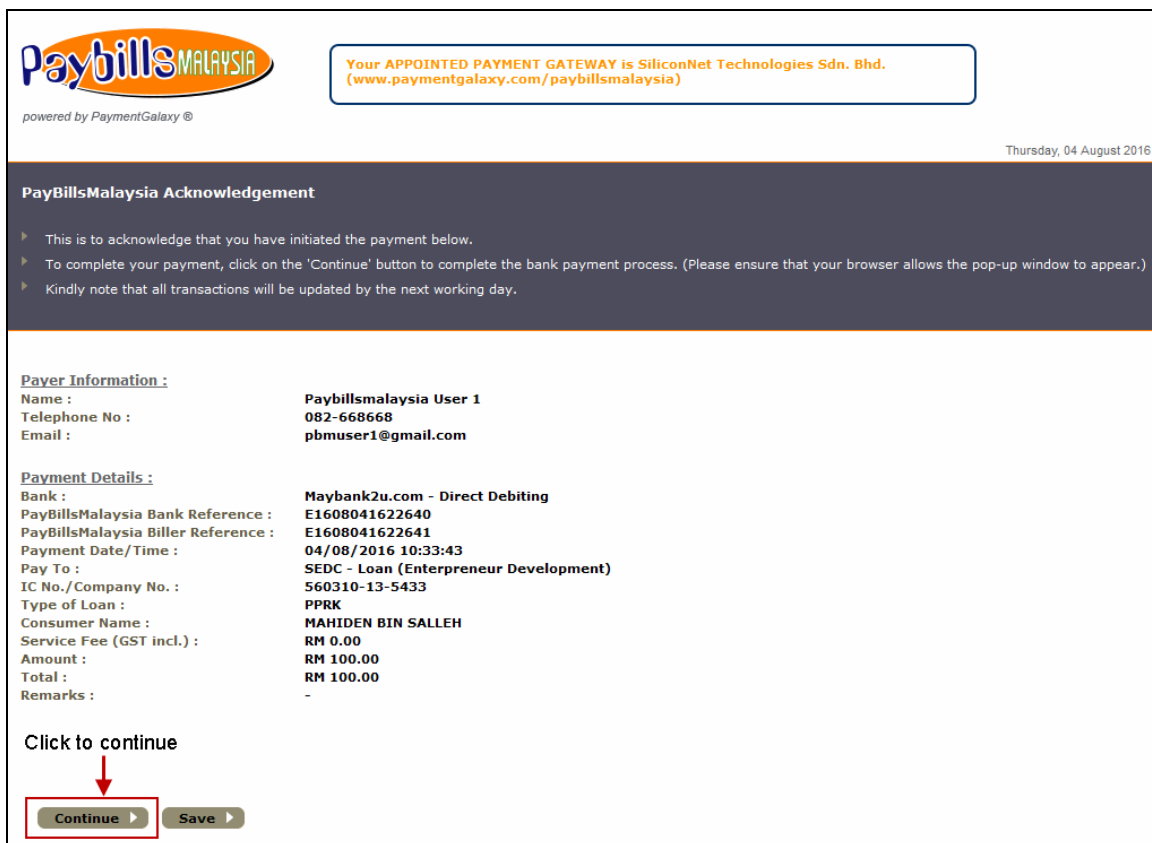 Paybills MALAYSIA
powered by PaymentGalaxy ®
Your APPOINTED PAYMENT GATEWAY is SiliconNet Technologies Sdn. Bhd.
(www.paymentgalaxy.com/paybillsmalaysia)
Thursday, 04 August 2016
PayBillsMalaysia Acknowledgement
This is to acknowledge that you have initiated the payment below.
To complete your payment, click on the 'Continue' button to complete the bank payment process. (Please ensure that your browser allows the pop-up window to appear.)
Kindly note that all transactions will be updated by the next working day.
Payer Information :
Name : Paybillsmalaysia User 1
Telephone No : 082-668668
Email : pbmuser1@gmail.com
Payment Details :
Bank : Maybank2u.com - Direct Debiting
PayBillsMalaysia Bank Reference : E1608041622640
PayBillsMalaysia Biller Reference : E1608041622641
Payment Date/Time : 04/08/2016 10:33:43
Pay To : SEDC - Loan (Enterpreneur Development)
IC No./Company No. : 560310-13-5433
Type of Loan : PPRK
Consumer Name : MAHIDEN BIN SALLEH
Service Fee (GST incl.) : RM 0.00
Amount : RM 100.00
Total : RM 100.00
Remarks : -
Click to continue
Continue Save